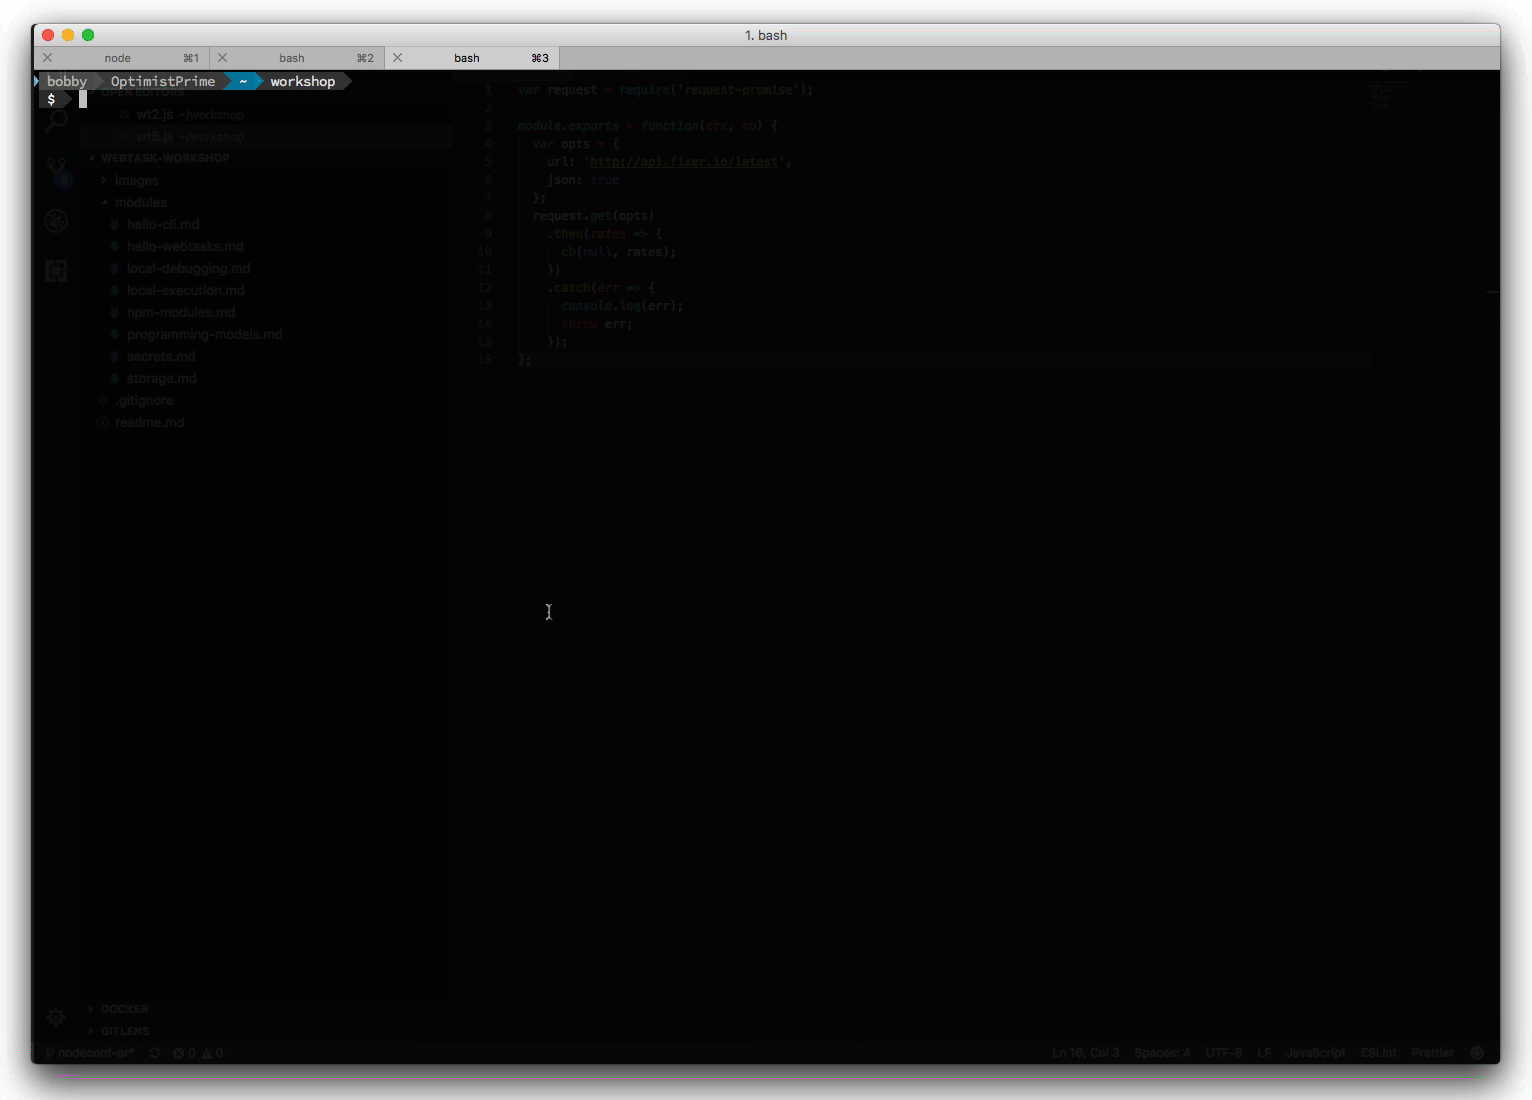 1. bash
node ⌘1 bash ⌘2 bash ⌘3
bobby OptimistPrime ~ workshop
$
OPEN EDITORS
JS wt2.js ~/workshop
JS wt5.js ~/workshop
WEBTASK-WORKSHOP
images
modules
hello-cli.md
hello-webtasks.md
local-debugging.md
local-execution.md
npm-modules.md
programming-models.md
secrets.md
storage.md
.gitignore
readme.md
8
1 var request = require('request-promise');
2
3 module.exports = function(ctx, cb) {
4 var opts = {
5 url: 'http://api.fixer.io/latest',
6 json: true
7 };
8 request.get(opts)
9 .then(rates => {
10 cb(null, rates);
11 })
12 .catch(err => {
13 console.log(err);
14 throw err;
15 });
16 };
DOCKER
GITLENS
nodeconf-ar* 0 0 Ln 16, Col 3 Spaces: 4 UTF-8 LF JavaScript ESLint Prettier